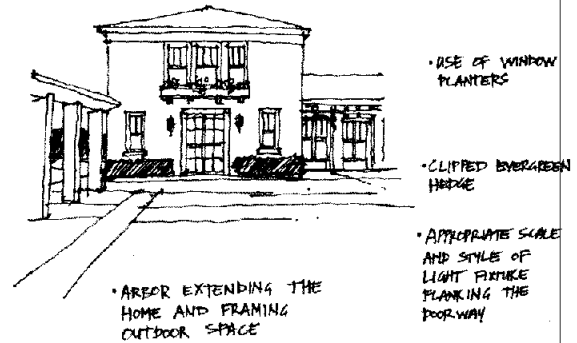 • USE OF WINDOW
PLANTERS
• CLIPPED EVERGREEN
HEDGE
• APPROPRIATE SCALE
AND STYLE OF
LIGHT FIXTURE
FLANKING THE
DOORWAY
• ARBOR EXTENDING THE
HOME AND FRAMING
OUTDOOR SPACE